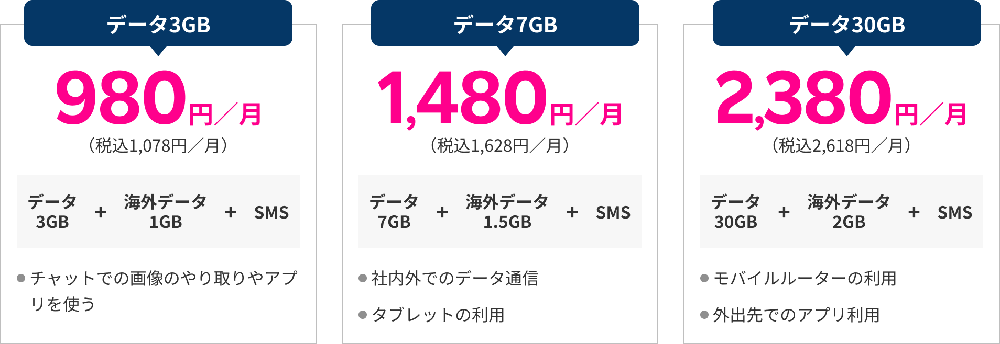 データ3GB
980円／月
（税込1,078円／月）
データ
3GB
+
海外データ
1GB
+
SMS
チャットでの画像のやり取りやアプ
リを使う
データ7GB
1,480円／月
（税込1,628円／月）
データ
7GB
+
海外データ
1.5GB
+
SMS
社内外でのデータ通信
タブレットの利用
データ30GB
2,380円／月
（税込2,618円／月）
データ
30GB
+
海外データ
2GB
+
SMS
モバイルルーターの利用
外出先でのアプリ利用